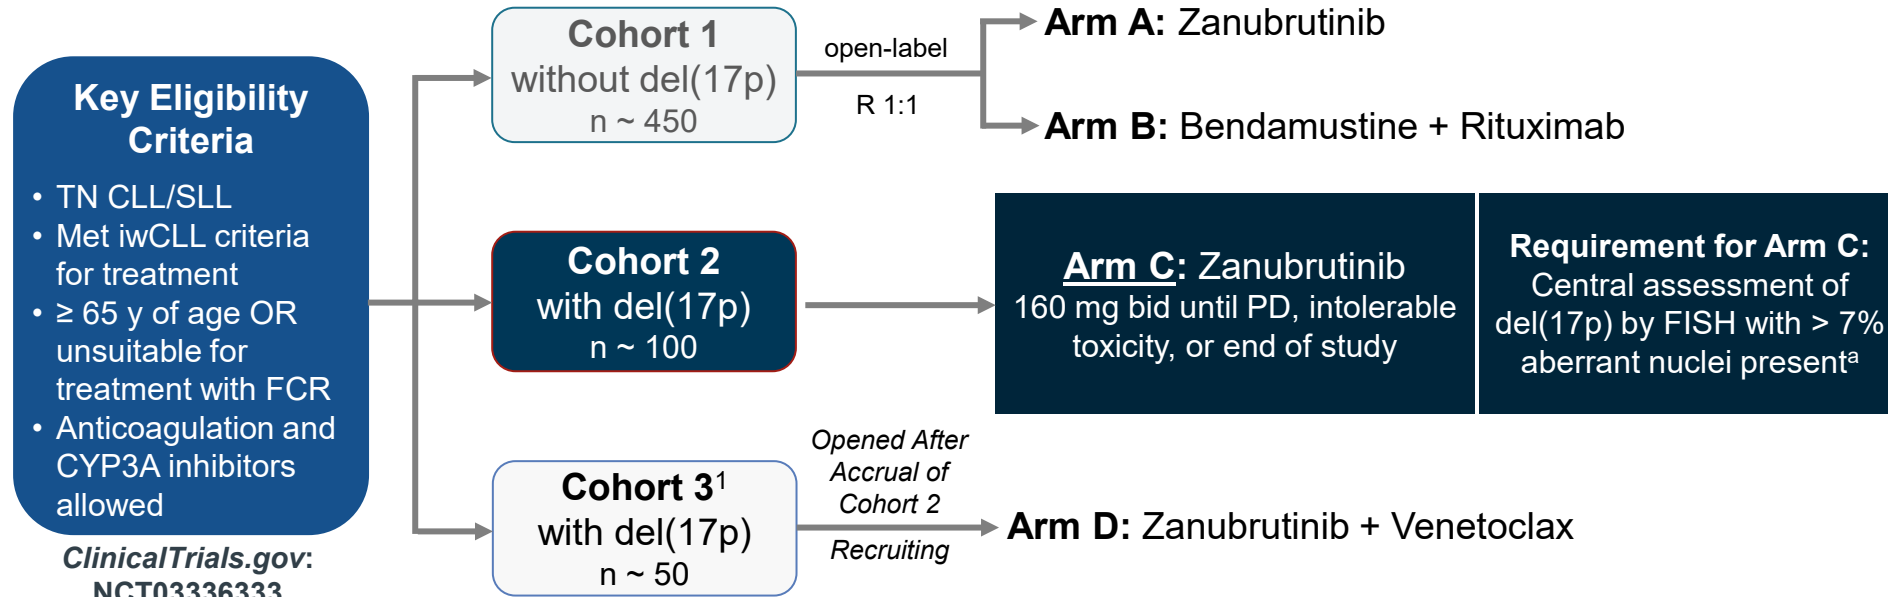 Key Eligibility
Criteria
• TN CLL/SLL
• Met iwCLL criteria
for treatment
• ≥ 65 y of age OR
unsuitable for
treatment with FCR
• Anticoagulation and
CYP3A inhibitors
allowed
ClinicalTrials.gov:
NCT03336333
Cohort 1
without del(17p)
n ~ 450
open-label
R 1:1
Arm A: Zanubrutinib
Arm B: Bendamustine + Rituximab
Cohort 2
with del(17p)
n ~ 100
Arm C: Zanubrutinib
160 mg bid until PD, intolerable
toxicity, or end of study
Requirement for Arm C:
Central assessment of
del(17p) by FISH with > 7%
aberrant nuclei presentᵃ
Cohort 3¹
with del(17p)
n ~ 50
Opened After
Accrual of
Cohort 2
Recruiting
Arm D: Zanubrutinib + Venetoclax